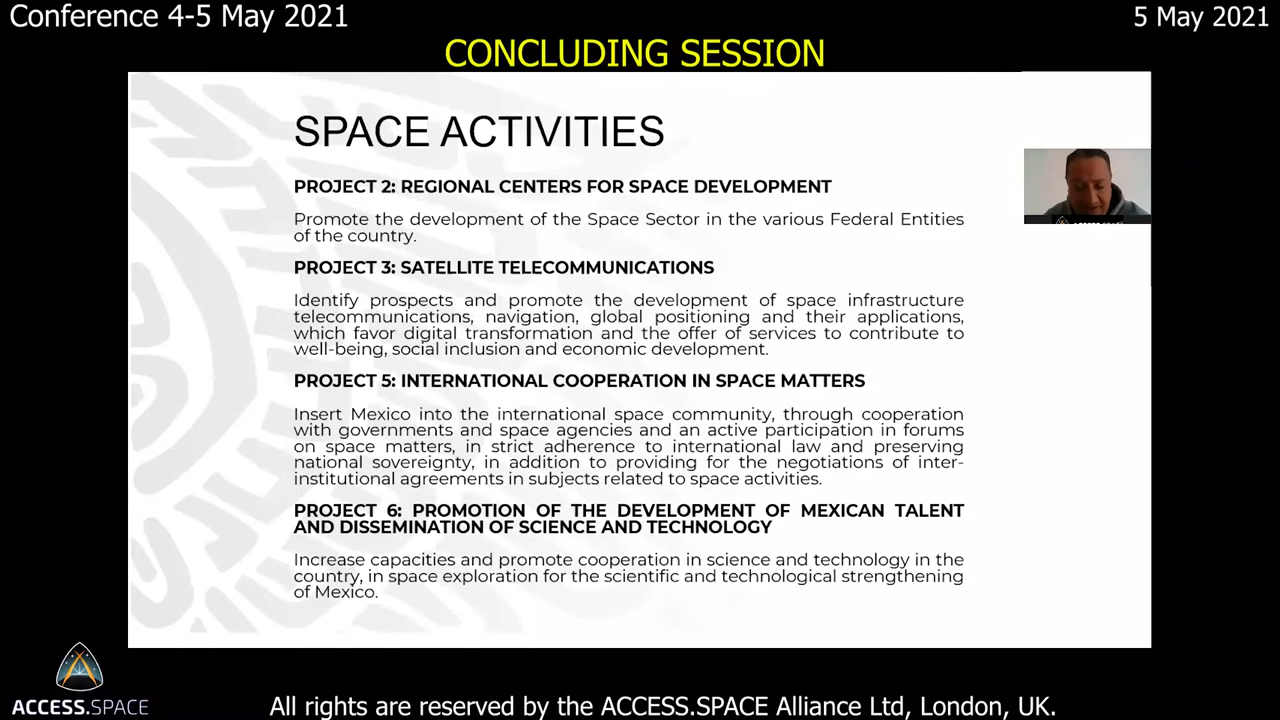 Conference 4-5 May 2021
5 May 2021
CONCLUDING SESSION
SPACE ACTIVITIES
PROJECT 2: REGIONAL CENTERS FOR SPACE DEVELOPMENT
Promote the development of the Space Sector in the various Federal Entities
of the country.
PROJECT 3: SATELLITE TELECOMMUNICATIONS
Identify prospects and promote the development of space infrastructure
telecommunications, navigation, global positioning and their applications,
which favor digital transformation and the offer of services to contribute to
well-being, social inclusion and economic development.
PROJECT 5: INTERNATIONAL COOPERATION IN SPACE MATTERS
Insert Mexico into the international space community, through cooperation
with governments and space agencies and an active participation in forums
on space matters, in strict adherence to international law and preserving
national sovereignty, in addition to providing for the negotiations of inter-
institutional agreements in subjects related to space activities.
PROJECT 6: PROMOTION OF THE DEVELOPMENT OF MEXICAN TALENT
AND DISSEMINATION OF SCIENCE AND TECHNOLOGY
Increase capacities and promote cooperation in science and technology in the
country, in space exploration for the scientific and technological strengthening
of Mexico.
ACCESS.SPACE
All rights are reserved by the ACCESS.SPACE Alliance Ltd, London, UK.